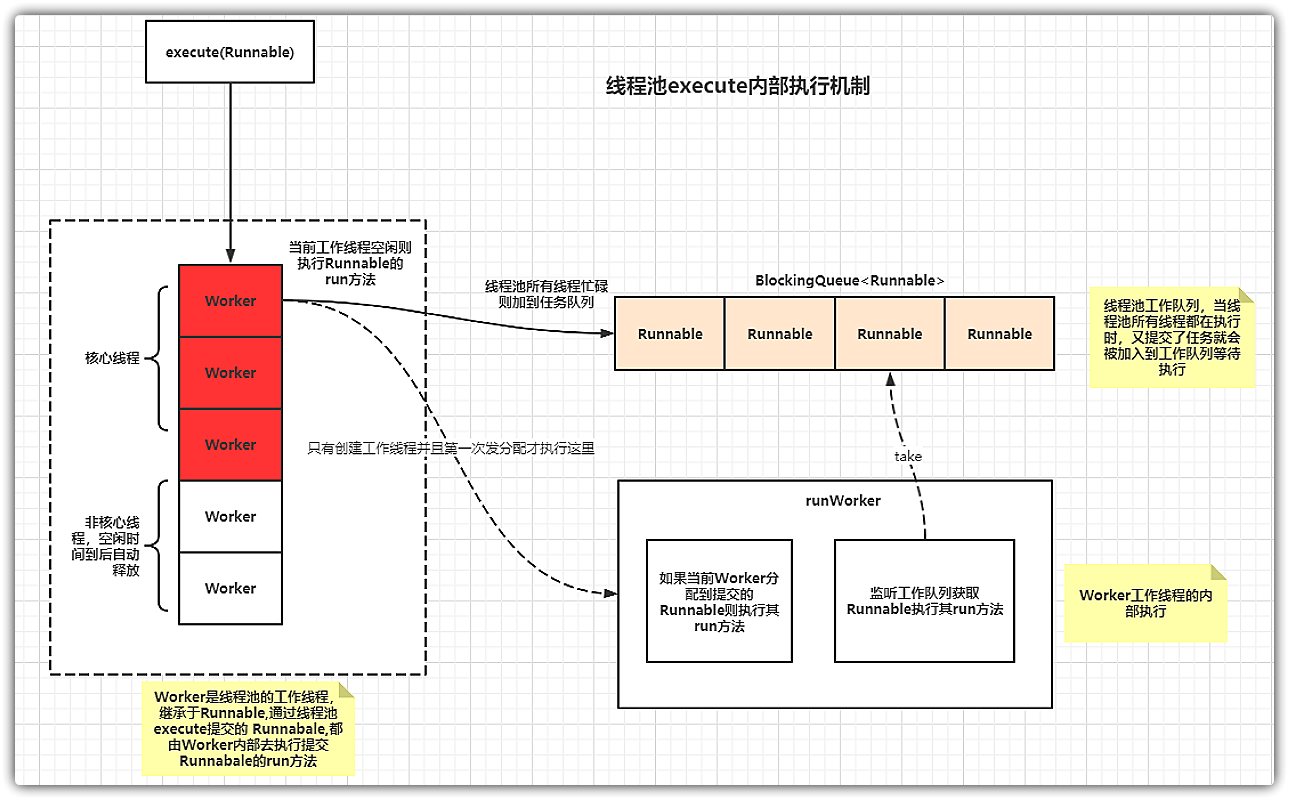 execute(Runnable)
线程池execute内部执行机制
当前工作线程空闲则
执行Runnable的
run方法
Worker
Worker
Worker
Worker
Worker
核心线程
非核心线
程，空闲时
间到后自动
释放
线程池所有线程忙碌
则加到任务队列
BlockingQueue<Runnable>
Runnable
Runnable
Runnable
Runnable
线程池工作队列，当线
程池所有线程都在执行
时，又提交了任务就会
被加入到工作队列等待
执行
只有创建工作线程并且第一次发分配才执行这里
take
runWorker
如果当前Worker分
配到提交的
Runnable则执行其
run方法
监听工作队列获取
Runnable执行其run方法
Worker工作线程的内
部执行
Worker是线程池的工作线程，
继承于Runnable,通过线程池
execute提交的 Runnabale,都
由Worker内部去执行提交
Runnabale的run方法